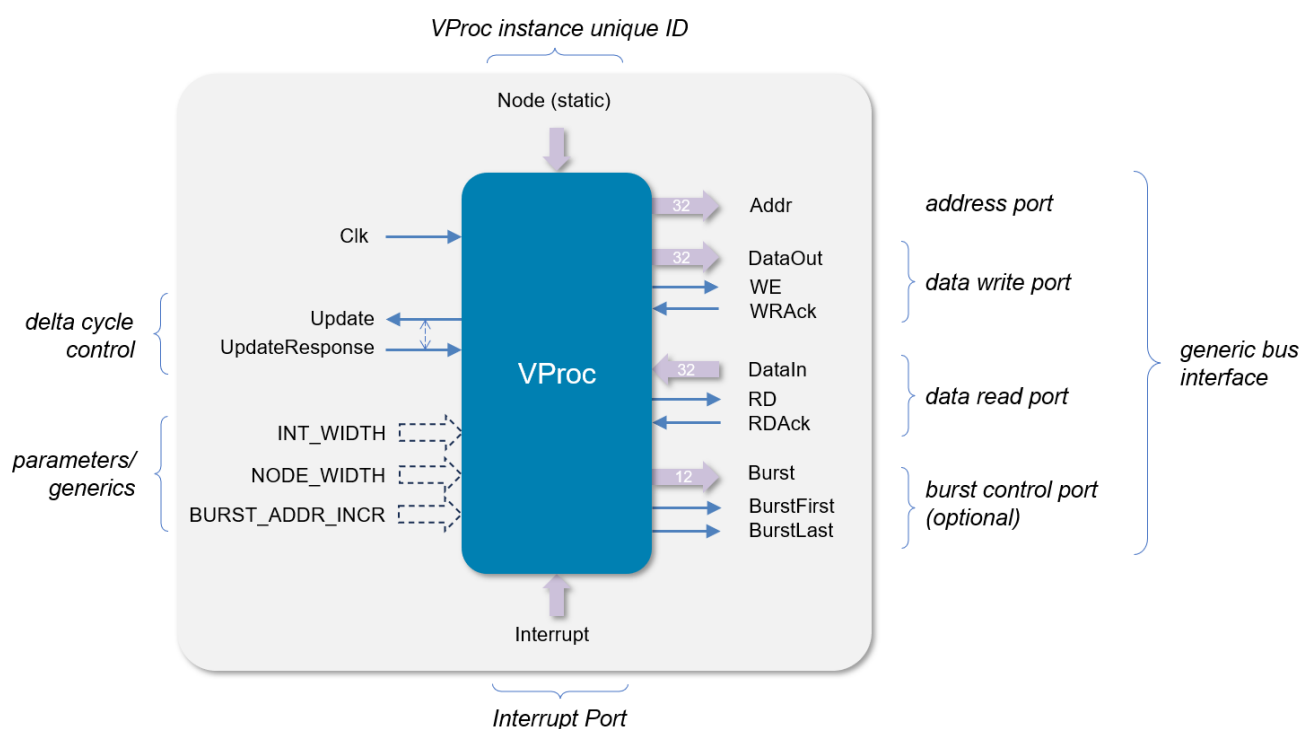 VProc instance unique ID
Node (static)
Clk
delta cycle
control
Update
UpdateResponse
parameters/
generics
INT_WIDTH
NODE_WIDTH
BURST_ADDR_INCR
VProc
32
Addr
address port
32
DataOut
WE
WRAck
data write port
32
DataIn
RD
RDAck
data read port
12
Burst
BurstFirst
BurstLast
burst control port
(optional)
generic bus
interface
Interrupt
Interrupt Port